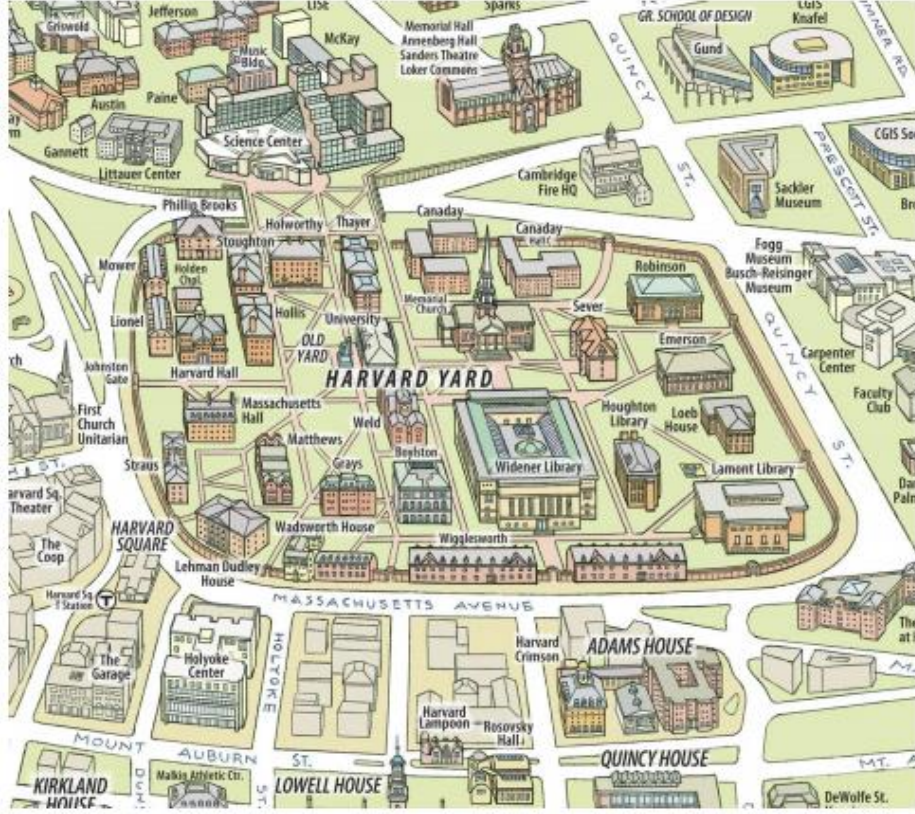 Jefferson
LISE
Sparks
GR. SCHOOL OF DESIGN
CGIS
Knafel
Griswold
McKay
Memorial Hall
Annenberg Hall
Sanders Theatre
Loker Commons
Music
Bldg
Gund
QUINCY
Austin
Paine
Science Center
Gannett
Littauer Center
Cambridge
Fire HQ
ST.
Sackler
Museum
PRESCOTT ST.
Phillip Brooks
Holworthy
Thayer
Canaday
Canaday
Hall C
Stoughton
Mower
Holden
Chpl.
Robinson
Fogg
Museum
Busch-Reisinger
Museum
Memorial
Church
Sever
Lionel
Hollis
University
OLD
YARD
Emerson
QUINCY ST.
Harvard Hall
HARVARD YARD
Carpenter
Center
Johnston
Gate
Faculty
Club
First
Church
Unitarian
Massachusetts
Hall
Weld
Houghton
Library
Loeb
House
Matthews
Boylston
Straus
Grays
Widener Library
Lamont Library
ST.
Theater
HARVARD
SQUARE
Wadsworth House
Wigglesworth
The
Coop
Lehman Dudley
House
Harvard Sq.
T Station
T
MASSACHUSETTS AVENUE
HOLYOKE
ST.
Harvard
Crimson
ADAMS HOUSE
The
Garage
Holyoke
Center
Harvard
Lampoon
Rosovsky
Hall
MOUNT AUBURN ST.
QUINCY HOUSE
MT.
KIRKLAND
HOUSE
Malkin Athletic Ctr.
LOWELL HOUSE
DeWolfe St.